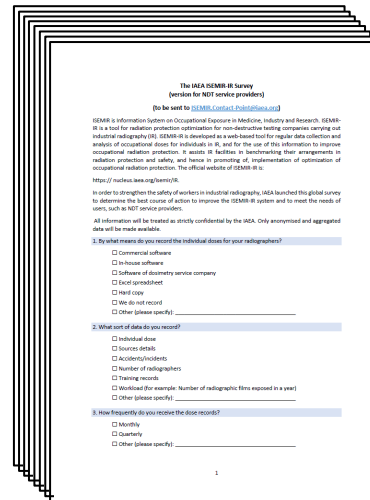 The IAEA ISEMIR-IR Survey
(version for NDT service providers)
(to be sent to ISEMIR.Contact-Point@iaea.org)
ISEMIR is Information System on Occupational Exposure in Medicine, Industry and Research. ISEMIR-
IR is a tool for radiation protection optimization for non-destructive testing companies carrying out
industrial radiography (IR). ISEMIR-IR is developed as a web-based tool for regular data collection and
analysis of occupational doses for individuals in IR, and for the use of this information to improve
occupational radiation protection. It assists IR facilities in benchmarking their arrangements in
radiation protection and safety, and hence in promoting, implementation of optimization of
occupational radiation protection. The official website of ISEMIR-IR is:
https:// nucleus.iaea.org/isemir/IR.
In order to strengthen the safety of workers in industrial radiography, IAEA launched this global survey
to determine the best course of action to improve the ISEMIR-IR system and to meet the needs of
users, such as NDT service providers.
All information will be treated as strictly confidential by the IAEA. Only anonymised and aggregated
data will be made available.
1. By what means do you record the individual doses for your radiographers?
☐ Commercial software
☐ In-house software
☐ Software of dosimetry service company
☐ Excel spreadsheet
☐ Hard copy
☐ We do not record
☐ Other (please specify): ____________________
2. What sort of data do you record?
☐ Individual dose
☐ Sources details
☐ Accidents/incidents
☐ Number of radiographers
☐ Training records
☐ Workload (for example: Number of radiographic films exposed in a year)
☐ Other (please specify): ____________________
3. How frequently do you receive the dose records?
☐ Monthly
☐ Quarterly
☐ Other (please specify): ____________________
1